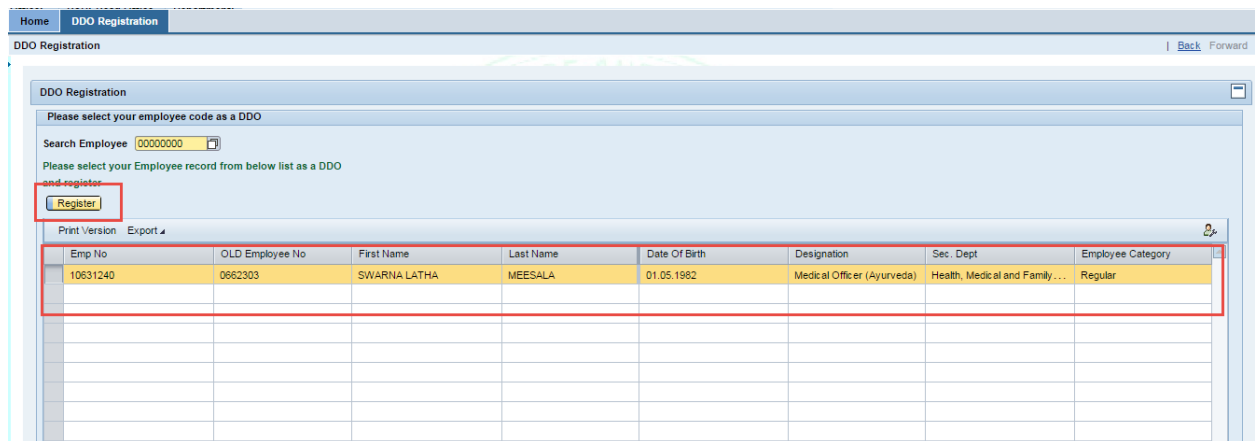 Home DDO Registration
DDO Registration | Back Forward
DDO Registration
Please select your employee code as a DDO
Search Employee 00000000
Please select your Employee record from below list as a DDO
and register
Register
Print Version Export
Emp No OLD Employee No First Name Last Name Date Of Birth Designation Sec. Dept Employee Category
10631240 0662303 SWARNA LATHA MEESALA 01.05.1982 Medical Officer (Ayurveda) Health, Medical and Family... Regular